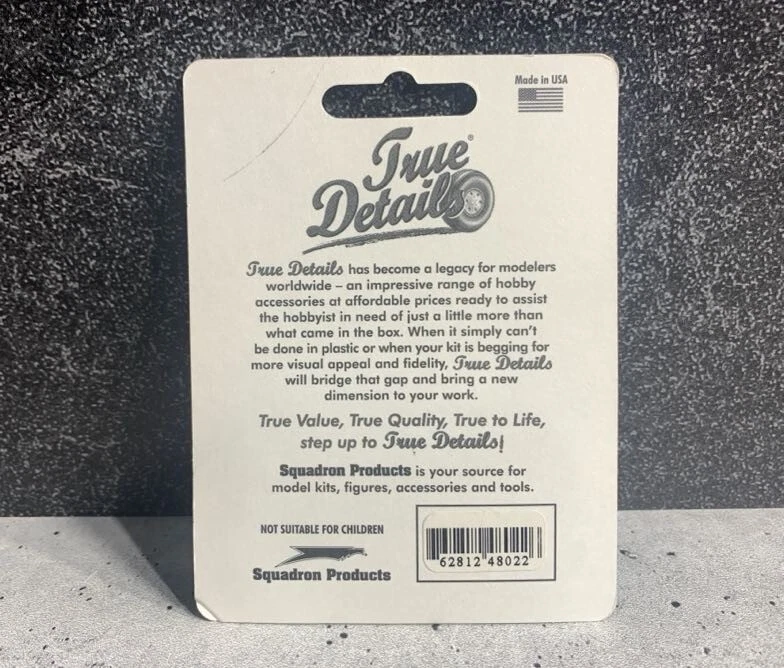 Made in USA
True
Details®
True Details has become a legacy for modelers
worldwide – an impressive range of hobby
accessories at affordable prices ready to assist
the hobbyist in need of just a little more than
what came in the box. When it simply can't
be done in plastic or when your kit is begging for
more visual appeal and fidelity, True Details
will bridge that gap and bring a new
dimension to your work.
True Value, True Quality, True to Life,
step up to True Details!
Squadron Products is your source for
model kits, figures, accessories and tools.
NOT SUITABLE FOR CHILDREN
Squadron Products
62812 48022